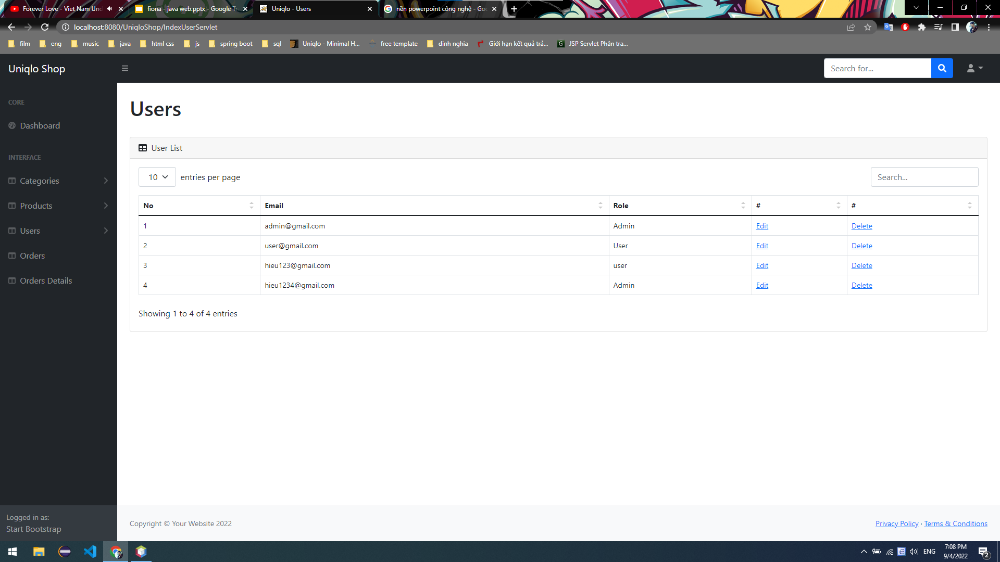 Forever Love - Viet Nam Und
fiona - java web.pptx - Google Tr
Uniqlo - Users
nền powerpoint công nghệ - Goo
localhost:8080/UniqloShop/IndexUserServlet
film eng music java html css js spring boot sql Uniqlo - Minimal H... free template dinh nghia Giới hạn kết quả trả... JSP Servlet Phân tra...
Uniqlo Shop
Search for...
CORE
Dashboard
INTERFACE
Categories
Products
Users
Orders
Orders Details
Logged in as:
Start Bootstrap
Users
User List
10 entries per page
Search...
No Email Role # #
1 admin@gmail.com Admin Edit Delete
2 user@gmail.com User Edit Delete
3 hieu123@gmail.com user Edit Delete
4 hieu1234@gmail.com Admin Edit Delete
Showing 1 to 4 of 4 entries
Copyright © Your Website 2022
Privacy Policy · Terms & Conditions
ENG
7:08 PM
9/4/2022
2